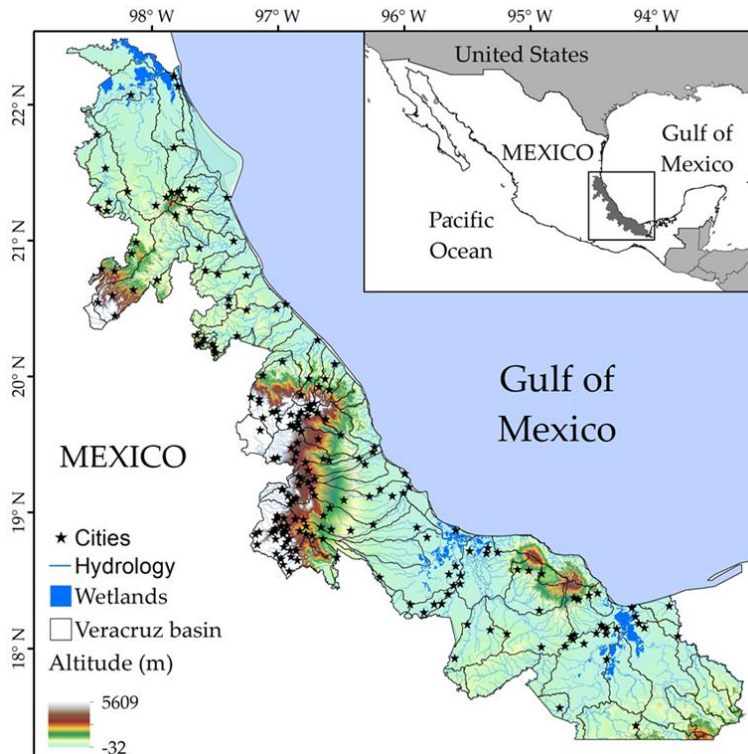 98° W 97° W 96° W 95° W 94° W
22° N
21° N
20° N
19° N
18° N
United States
MEXICO
Gulf of
Mexico
Pacific
Ocean
Gulf of
Mexico
MEXICO
Cities
Hydrology
Wetlands
Veracruz basin
Altitude (m)
5609
-32